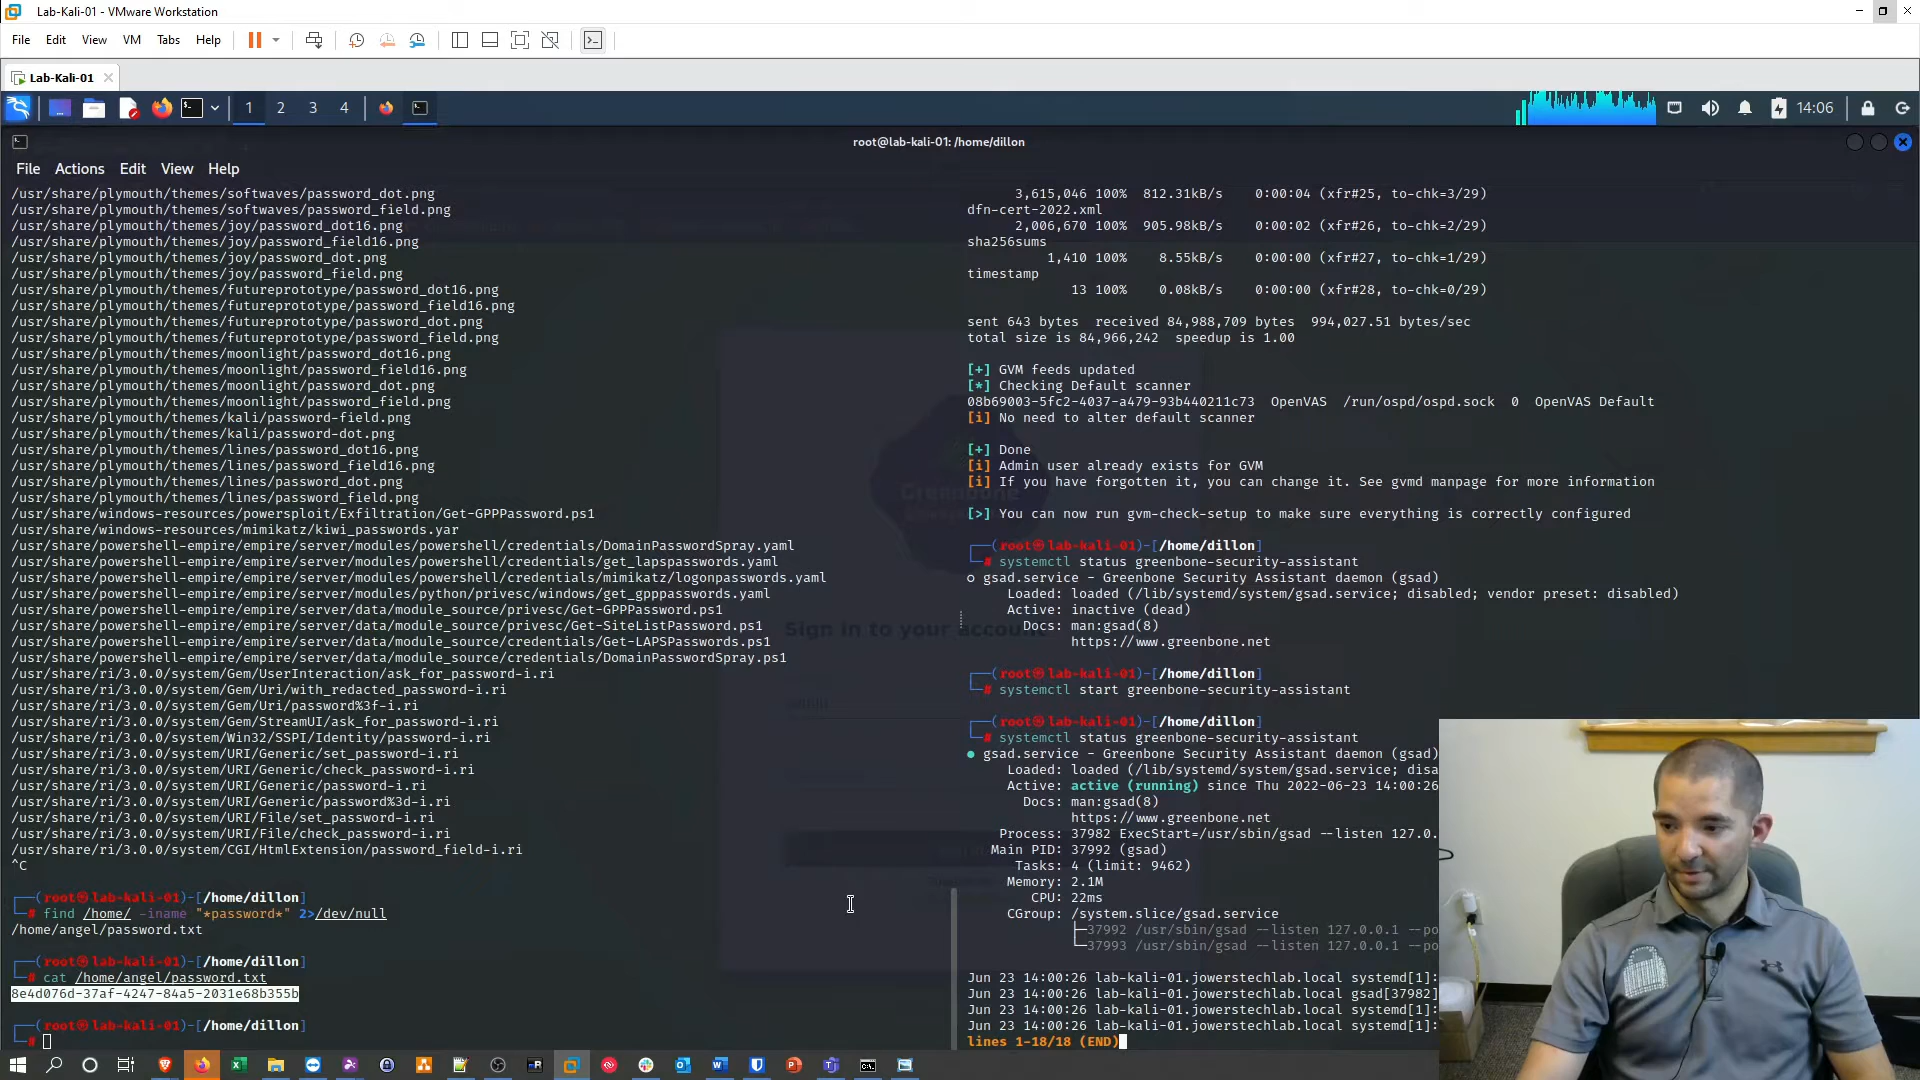 Lab-Kali-01 - VMware Workstation
File Edit View VM Tabs Help
Lab-Kali-01
1 2 3 4
14:06
root@lab-kali-01: /home/dillon
File Actions Edit View Help
/usr/share/plymouth/themes/softwaves/password_dot.png
/usr/share/plymouth/themes/softwaves/password_field.png
/usr/share/plymouth/themes/joy/password_dot16.png
/usr/share/plymouth/themes/joy/password_field16.png
/usr/share/plymouth/themes/joy/password_dot.png
/usr/share/plymouth/themes/joy/password_field.png
/usr/share/plymouth/themes/futureprototype/password_dot16.png
/usr/share/plymouth/themes/futureprototype/password_field16.png
/usr/share/plymouth/themes/futureprototype/password_dot.png
/usr/share/plymouth/themes/futureprototype/password_field.png
/usr/share/plymouth/themes/moonlight/password_dot16.png
/usr/share/plymouth/themes/moonlight/password_field16.png
/usr/share/plymouth/themes/moonlight/password_dot.png
/usr/share/plymouth/themes/moonlight/password_field.png
/usr/share/plymouth/themes/kali/password-field.png
/usr/share/plymouth/themes/kali/password-dot.png
/usr/share/plymouth/themes/lines/password_dot16.png
/usr/share/plymouth/themes/lines/password_field16.png
/usr/share/plymouth/themes/lines/password_dot.png
/usr/share/plymouth/themes/lines/password_field.png
/usr/share/windows-resources/powersploit/Exfiltration/Get-GPPPassword.ps1
/usr/share/windows-resources/mimikatz/kiwi_passwords.yar
/usr/share/powershell-empire/empire/server/modules/powershell/credentials/DomainPasswordSpray.yaml
/usr/share/powershell-empire/empire/server/modules/powershell/credentials/get_lapspasswords.yaml
/usr/share/powershell-empire/empire/server/modules/powershell/credentials/mimikatz/logonpasswords.yaml
/usr/share/powershell-empire/empire/server/modules/python/privesc/windows/get_gpppasswords.yaml
/usr/share/powershell-empire/empire/server/data/module_source/privesc/Get-GPPPassword.ps1
/usr/share/powershell-empire/empire/server/data/module_source/privesc/Get-SiteListPassword.ps1
/usr/share/powershell-empire/empire/server/data/module_source/credentials/Get-LAPSPasswords.ps1
/usr/share/powershell-empire/empire/server/data/module_source/credentials/DomainPasswordSpray.ps1
/usr/share/ri/3.0.0/system/Gem/UserInteraction/ask_for_password-i.ri
/usr/share/ri/3.0.0/system/Gem/Uri/with_redacted_password-i.ri
/usr/share/ri/3.0.0/system/Gem/Uri/password%3f-i.ri
/usr/share/ri/3.0.0/system/Gem/StreamUI/ask_for_password-i.ri
/usr/share/ri/3.0.0/system/Win32/SSPI/Identity/password-i.ri
/usr/share/ri/3.0.0/system/URI/Generic/set_password-i.ri
/usr/share/ri/3.0.0/system/URI/Generic/check_password-i.ri
/usr/share/ri/3.0.0/system/URI/Generic/password-i.ri
/usr/share/ri/3.0.0/system/URI/Generic/password%3d-i.ri
/usr/share/ri/3.0.0/system/URI/File/set_password-i.ri
/usr/share/ri/3.0.0/system/URI/File/check_password-i.ri
/usr/share/ri/3.0.0/system/CGI/HtmlExtension/password_field-i.ri
^C
(root㉿lab-kali-01)-[/home/dillon]
# find /home/ -iname "*password*" 2>/dev/null
/home/angel/password.txt
(root㉿lab-kali-01)-[/home/dillon]
# cat /home/angel/password.txt
8e4d076d-37af-4247-84a5-2031e68b355b
(root㉿lab-kali-01)-[/home/dillon]
#
3,615,046 100% 812.31kB/s 0:00:04 (xfr#25, to-chk=3/29)
dfn-cert-2022.xml
2,006,670 100% 905.98kB/s 0:00:02 (xfr#26, to-chk=2/29)
sha256sums
1,410 100% 8.55kB/s 0:00:00 (xfr#27, to-chk=1/29)
timestamp
13 100% 0.08kB/s 0:00:00 (xfr#28, to-chk=0/29)
sent 643 bytes received 84,988,709 bytes 994,027.51 bytes/sec
total size is 84,966,242 speedup is 1.00
[+] GVM feeds updated
[*] Checking Default scanner
08b69003-5fc2-4037-a479-93b440211c73 OpenVAS /run/ospd/ospd.sock 0 OpenVAS Default
[i] No need to alter default scanner
[+] Done
[i] Admin user already exists for GVM
[i] If you have forgotten it, you can change it. See gvmd manpage for more information
[>] You can now run gvm-check-setup to make sure everything is correctly configured
(root㉿lab-kali-01)-[/home/dillon]
# systemctl status greenbone-security-assistant
○ gsad.service - Greenbone Security Assistant daemon (gsad)
Loaded: loaded (/lib/systemd/system/gsad.service; disabled; vendor preset: disabled)
Active: inactive (dead)
Docs: man:gsad(8)
https://www.greenbone.net
(root㉿lab-kali-01)-[/home/dillon]
# systemctl start greenbone-security-assistant
(root㉿lab-kali-01)-[/home/dillon]
# systemctl status greenbone-security-assistant
● gsad.service - Greenbone Security Assistant daemon (gsad)
Loaded: loaded (/lib/systemd/system/gsad.service; disa
Active: active (running) since Thu 2022-06-23 14:00:26
Docs: man:gsad(8)
https://www.greenbone.net
Process: 37982 ExecStart=/usr/sbin/gsad --listen 127.0.
Main PID: 37992 (gsad)
Tasks: 4 (limit: 9462)
Memory: 2.1M
CPU: 22ms
CGroup: /system.slice/gsad.service
├─37992 /usr/sbin/gsad --listen 127.0.0.1 --po
└─37993 /usr/sbin/gsad --listen 127.0.0.1 --po
Jun 23 14:00:26 lab-kali-01.jowerstechlab.local systemd[1]:
Jun 23 14:00:26 lab-kali-01.jowerstechlab.local gsad[37982]
Jun 23 14:00:26 lab-kali-01.jowerstechlab.local systemd[1]:
Jun 23 14:00:26 lab-kali-01.jowerstechlab.local systemd[1]:
lines 1-18/18 (END)
Greenbone
Sign in to your account